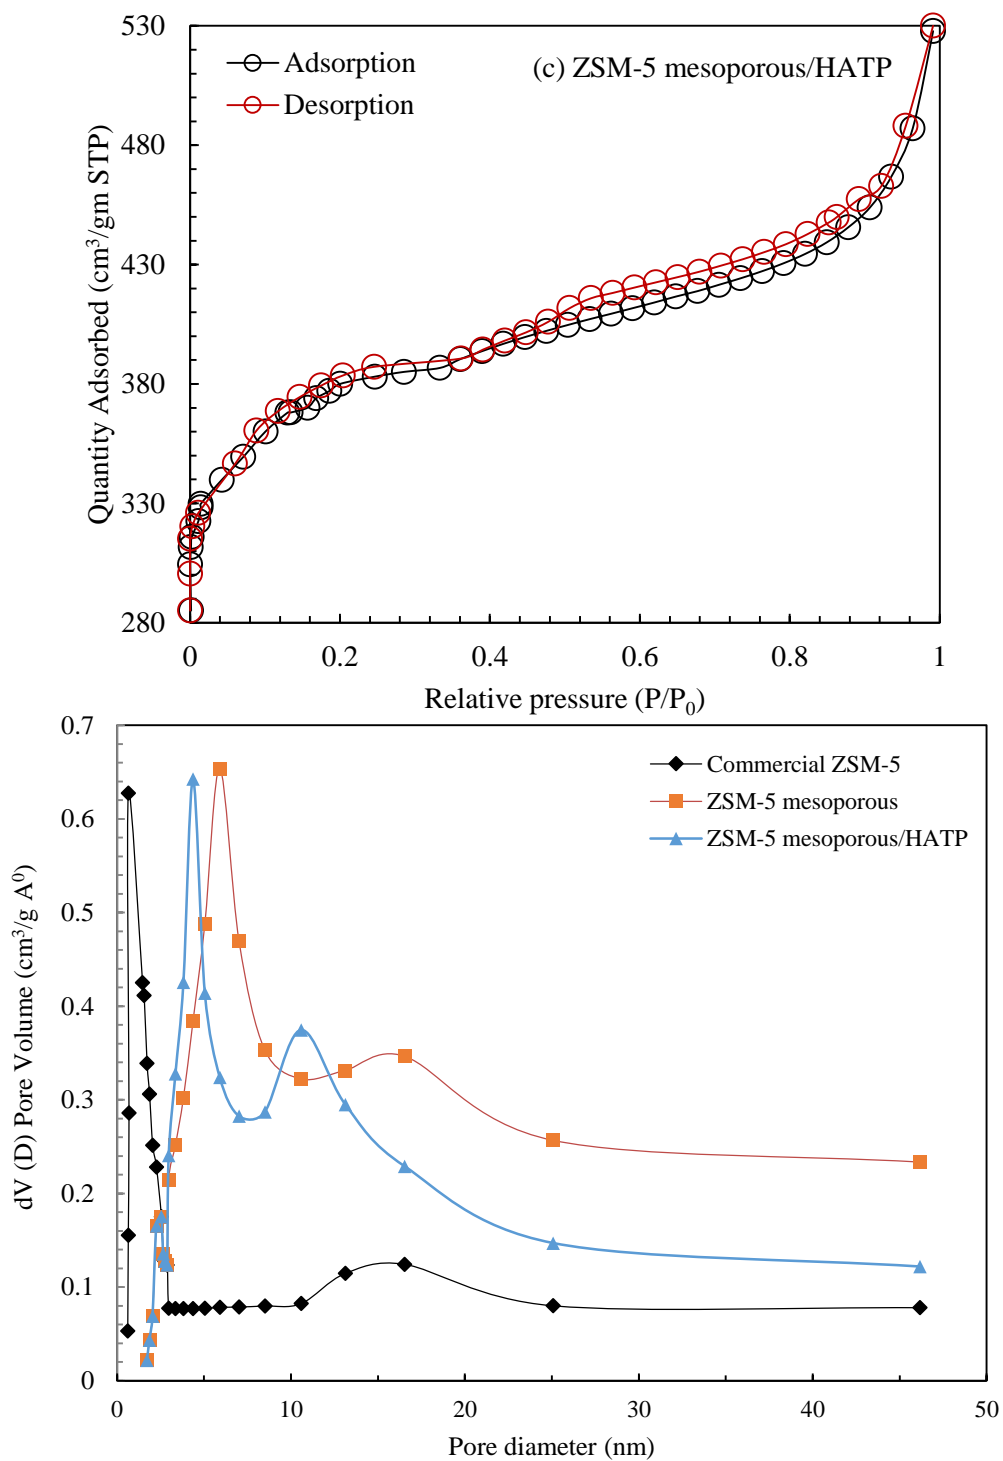 530
480
430
380
330
280
Quantity Adsorbed (cm³/gm STP)
Adsorption
Desorption
(c) ZSM-5 mesoporous/HATP
0 0.2 0.4 0.6 0.8 1
Relative pressure (P/P₀)
0.7
0.6
0.5
0.4
0.3
0.2
0.1
0
dV (D) Pore Volume (cm³/g A⁰)
Commercial ZSM-5
ZSM-5 mesoporous
ZSM-5 mesoporous/HATP
0 10 20 30 40 50
Pore diameter (nm)